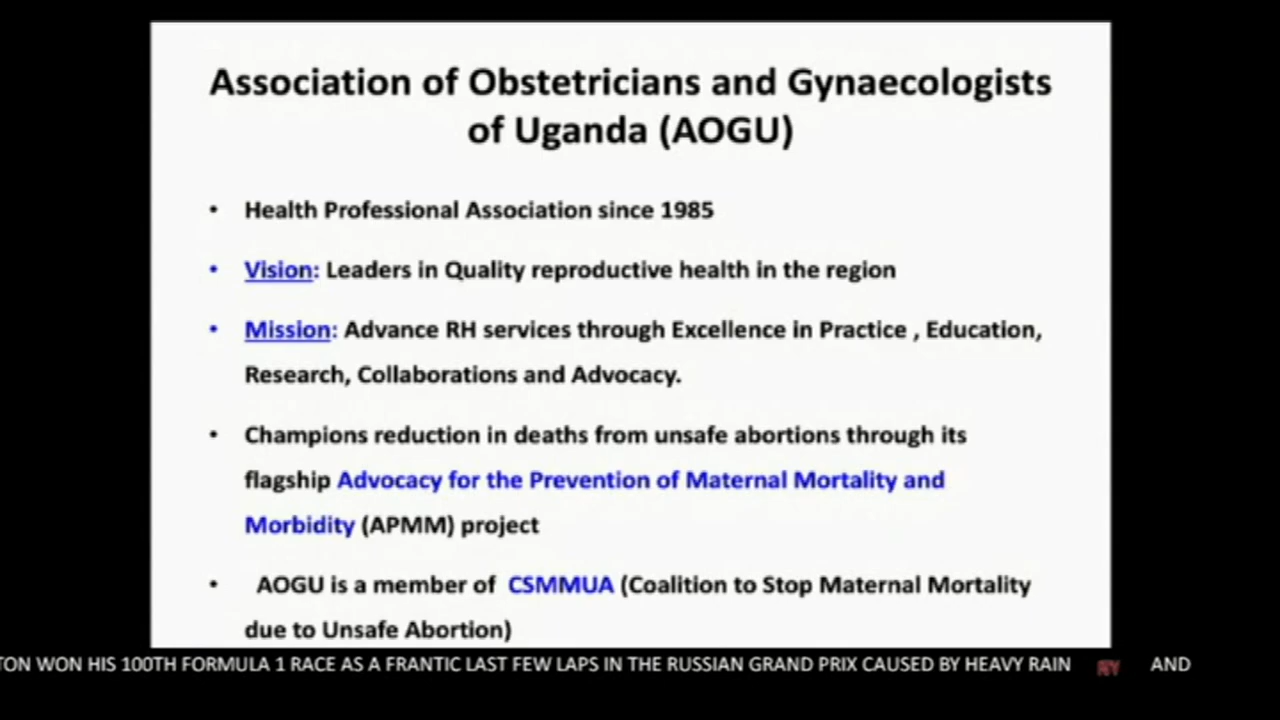 Association of Obstetricians and Gynaecologists
of Uganda (AOGU)
• Health Professional Association since 1985
• Vision: Leaders in Quality reproductive health in the region
• Mission: Advance RH services through Excellence in Practice , Education,
Research, Collaborations and Advocacy.
• Champions reduction in deaths from unsafe abortions through its
flagship Advocacy for the Prevention of Maternal Mortality and
Morbidity (APMM) project
• AOGU is a member of CSMMUA (Coalition to Stop Maternal Mortality
due to Unsafe Abortion)
TON WON HIS 100TH FORMULA 1 RACE AS A FRANTIC LAST FEW LAPS IN THE RUSSIAN GRAND PRIX CAUSED BY HEAVY RAIN AND